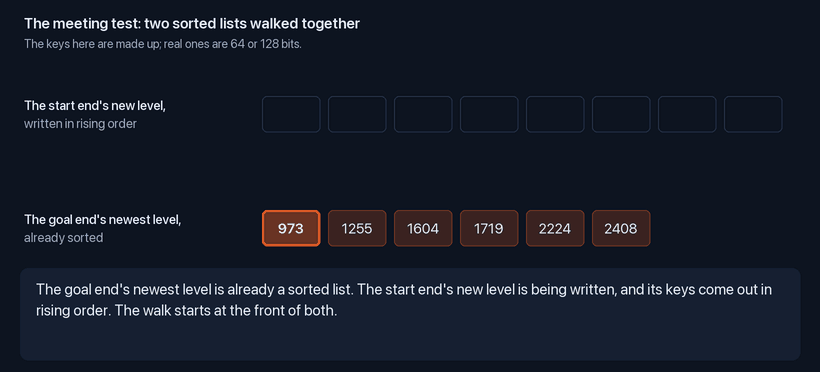 The meeting test: two sorted lists walked together
The keys here are made up; real ones are 64 or 128 bits.
The start end's new level,
written in rising order
The goal end's newest level,
already sorted
973 1255 1604 1719 2224 2408
The goal end's newest level is already a sorted list. The start end's new level is being written, and its keys come out in
rising order. The walk starts at the front of both.